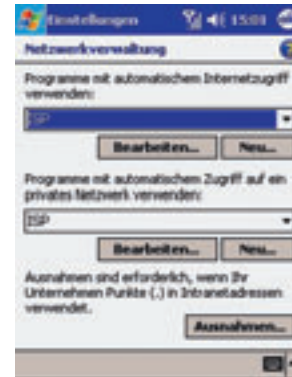 Einstellungen 15:01
Netzwerkverwaltung
Programme mit automatischem Internetzugriff
verwenden:
ISP
Bearbeiten... Neu...
Programme mit automatischem Zugriff auf ein
privates Netzwerk verwenden:
ISP
Bearbeiten... Neu...
Ausnahmen sind erforderlich, wenn Ihr
Unternehmen Punkte (.) in Intranetadressen
verwendet.
Ausnahmen...